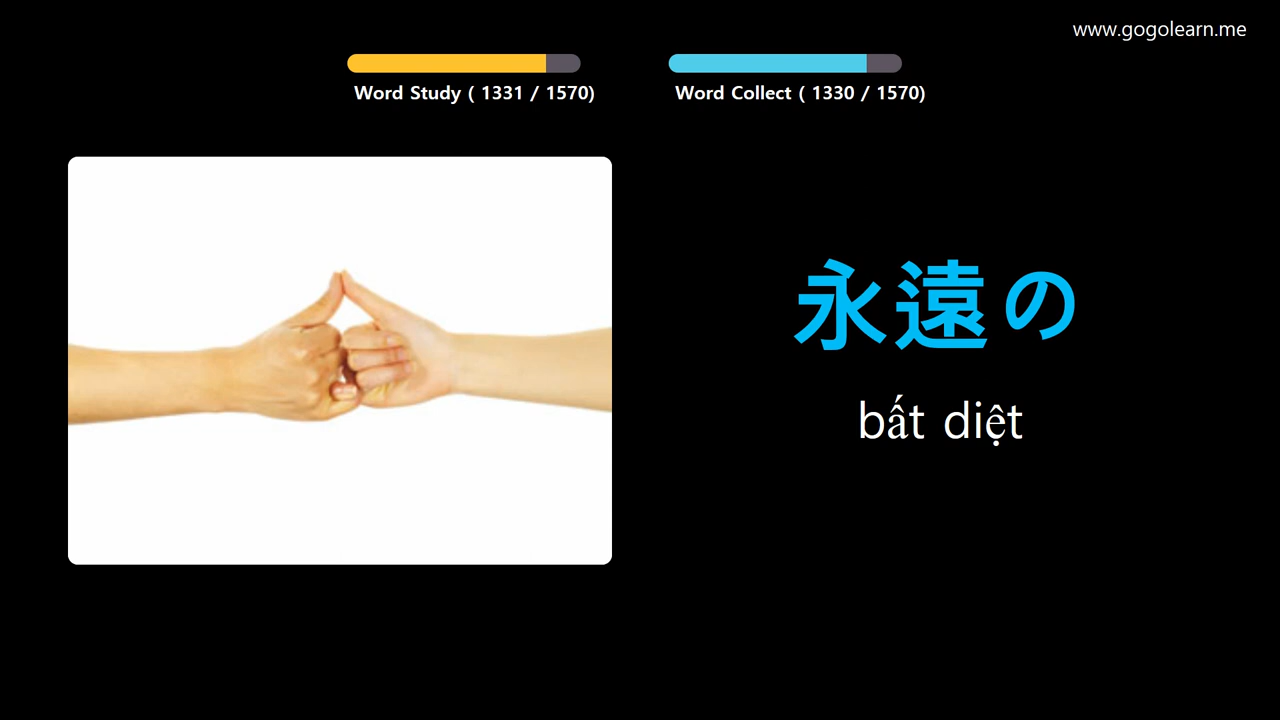 www.gogolearn.me
Word Study ( 1331 / 1570)
Word Collect ( 1330 / 1570)
永遠の
bất diệt